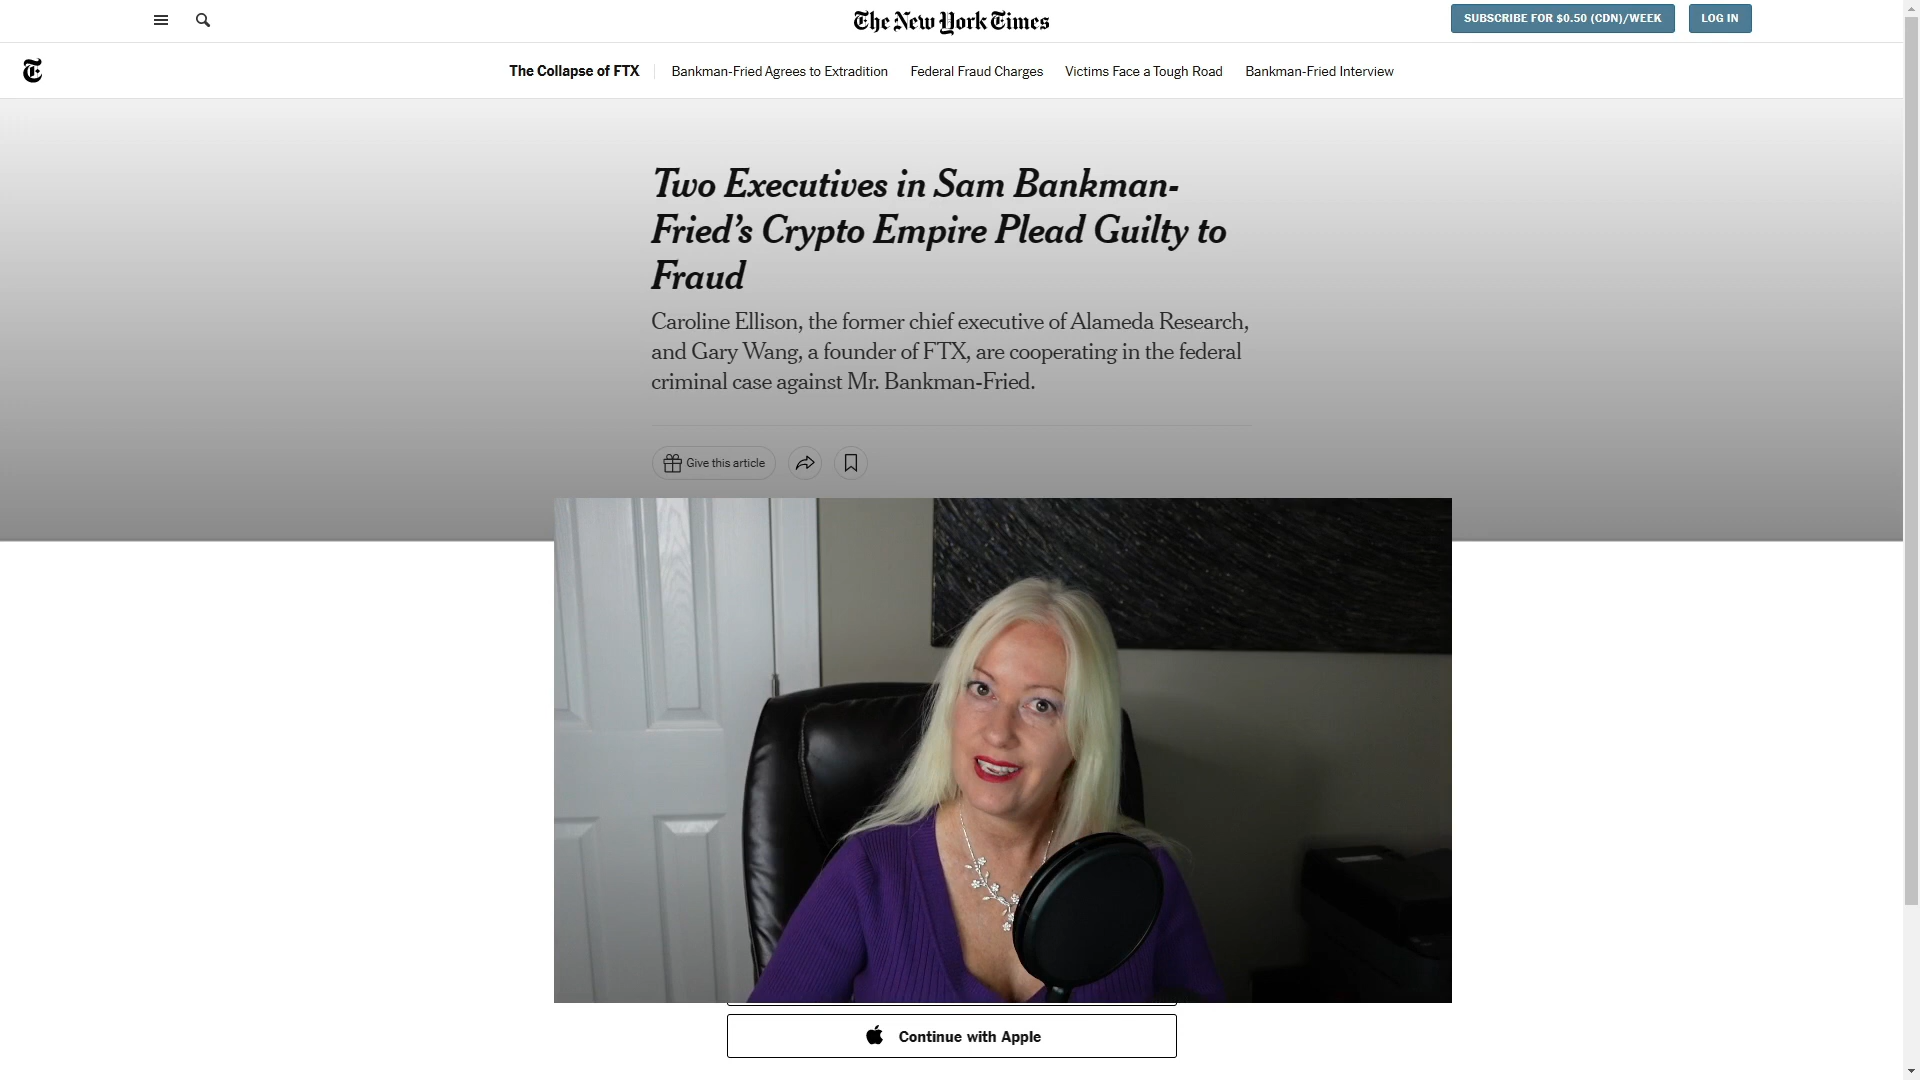 The New York Times
SUBSCRIBE FOR $0.50 (CDN)/WEEK
LOG IN
The Collapse of FTX
Bankman-Fried Agrees to Extradition
Federal Fraud Charges
Victims Face a Tough Road
Bankman-Fried Interview
Two Executives in Sam Bankman-
Fried’s Crypto Empire Plead Guilty to
Fraud
Caroline Ellison, the former chief executive of Alameda Research,
and Gary Wang, a founder of FTX, are cooperating in the federal
criminal case against Mr. Bankman-Fried.
Give this article
Continue with Apple